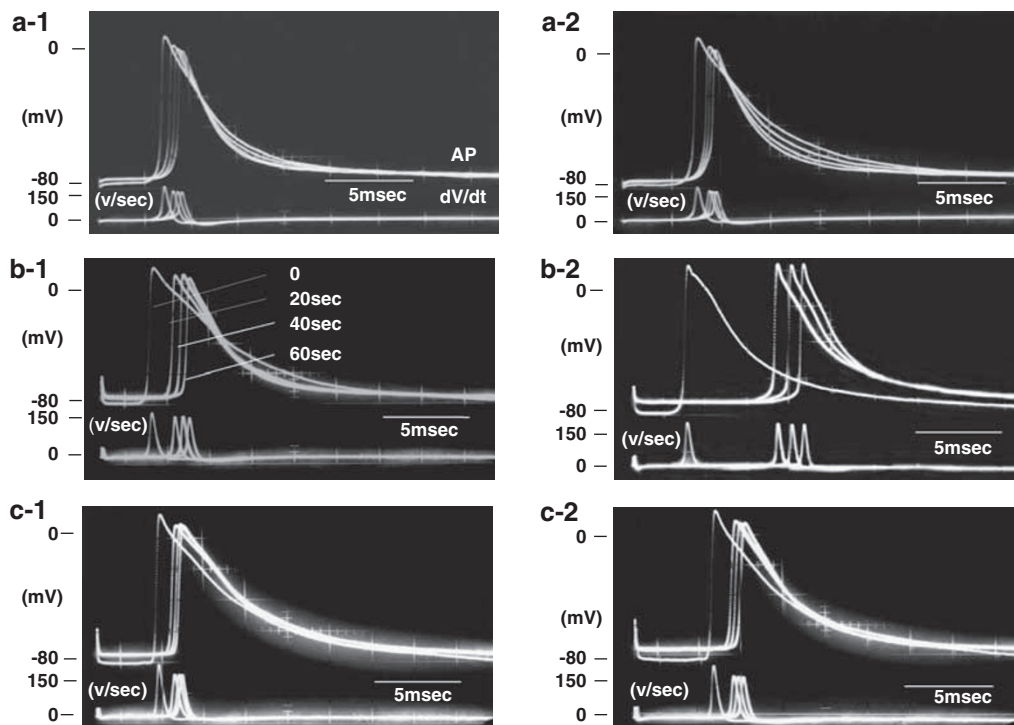 a-1
0
(mV)
-80
150
(v/sec)
0
AP
5msec
dV/dt
a-2
0
(mV)
-80
150
(v/sec)
0
5msec
b-1
0
(mV)
-80
150
(v/sec)
0
0
20sec
40sec
60sec
5msec
b-2
0
(mV)
-80
150
(v/sec)
0
5msec
c-1
0
(mV)
-80
150
(v/sec)
0
5msec
c-2
0
(mV)
-80
150
(v/sec)
0
5msec